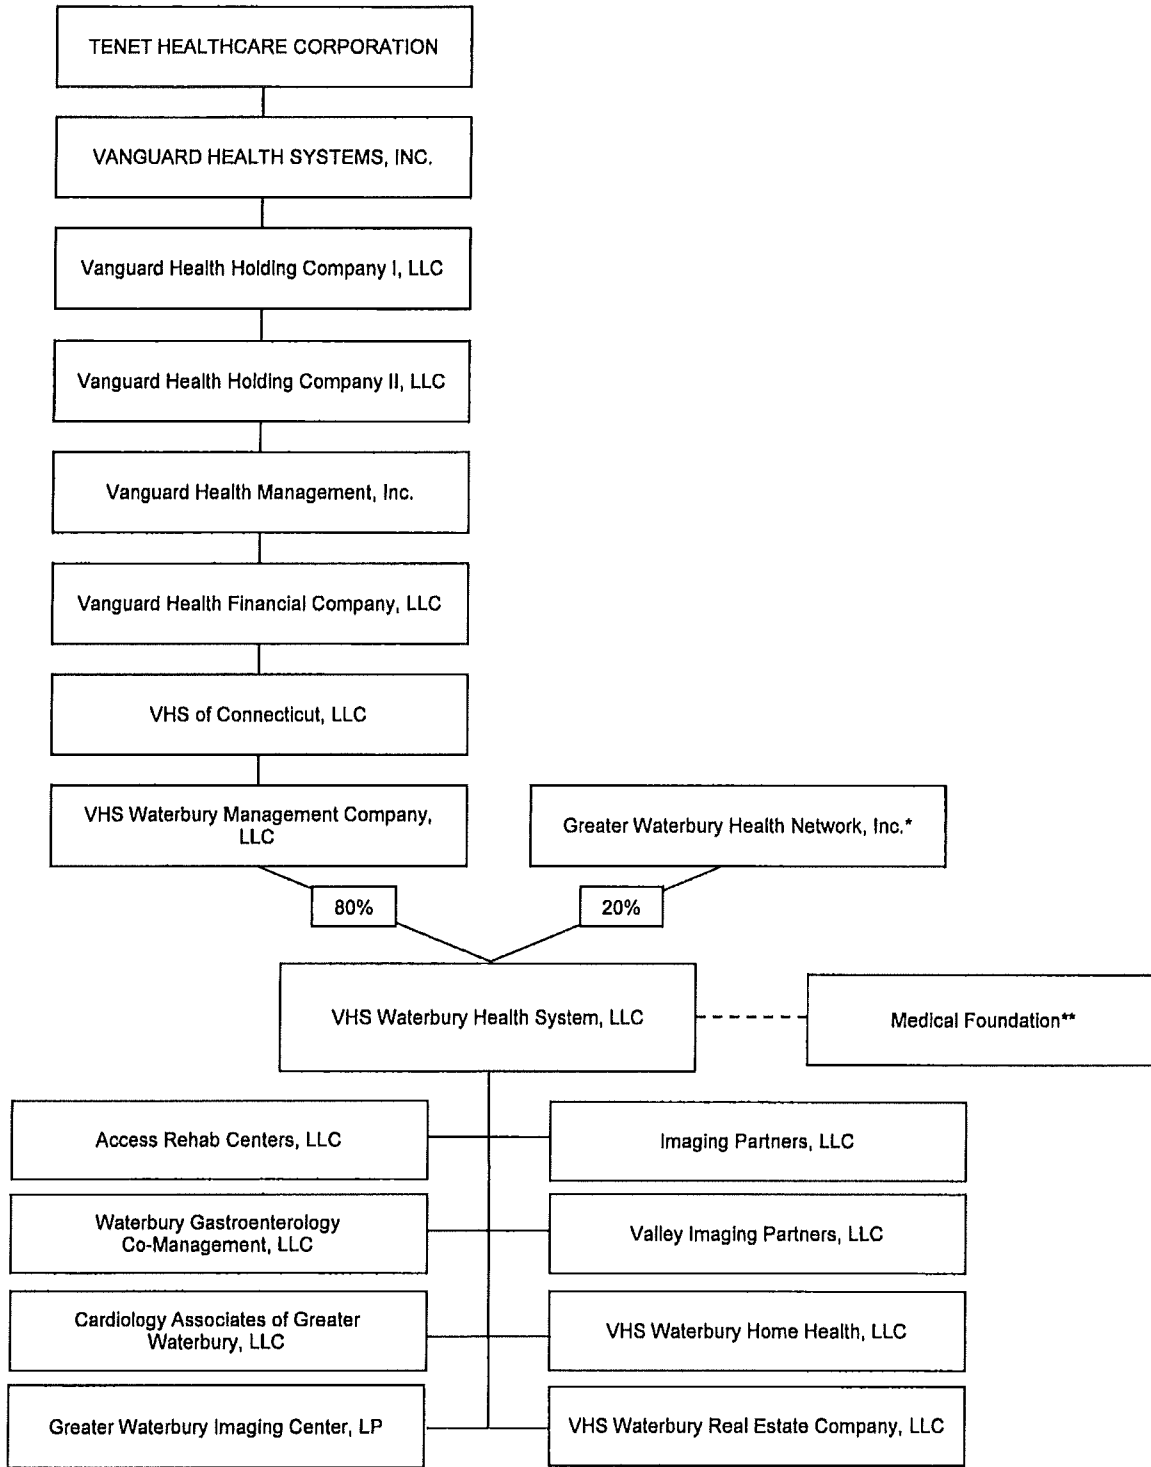 TENET HEALTHCARE CORPORATION
VANGUARD HEALTH SYSTEMS, INC.
Vanguard Health Holding Company I, LLC
Vanguard Health Holding Company II, LLC
Vanguard Health Management, Inc.
Vanguard Health Financial Company, LLC
VHS of Connecticut, LLC
VHS Waterbury Management Company,
LLC
Greater Waterbury Health Network, Inc.*
80%
20%
VHS Waterbury Health System, LLC
Medical Foundation**
Access Rehab Centers, LLC
Imaging Partners, LLC
Waterbury Gastroenterology
Co-Management, LLC
Valley Imaging Partners, LLC
Cardiology Associates of Greater
Waterbury, LLC
VHS Waterbury Home Health, LLC
Greater Waterbury Imaging Center, LP
VHS Waterbury Real Estate Company, LLC